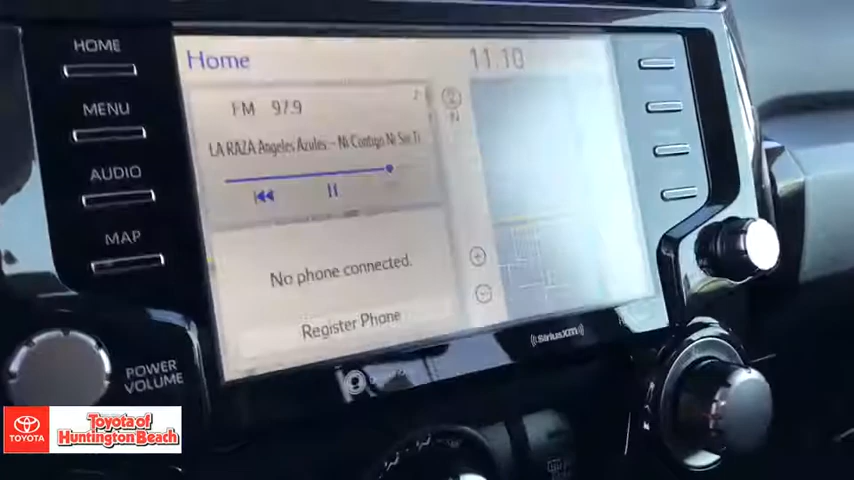 HOME
MENU
AUDIO
MAP
POWER
VOLUME
Home
11:10
FM 97.9
LA RAZA Angeles Azules - Ni Contigo Ni Sin Ti
No phone connected.
Register Phone
SiriusXM
TOYOTA
Toyota of
Huntington Beach